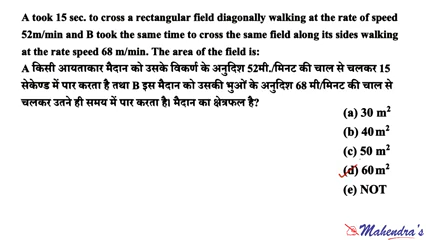 A took 15 sec. to cross a rectangular field diagonally walking at the rate of speed
52m/min and B took the same time to cross the same field along its sides walking
at the rate speed 68 m/min. The area of the field is:
A किसी आयताकार मैदान को उसके विकर्ण के अनुदिश 52मी./मिनट की चाल से चलकर 15
सेकेण्ड में पार करता है तथा B इस मैदान को उसकी भुओं के अनुदिश 68 मी/मिनट की चाल से
चलकर उतने ही समय में पार करता है। मैदान का क्षेत्रफल है?
(a) 30 m²
(b) 40 m²
(c) 50 m²
(d) 60 m²
(e) NOT
Mahendra's